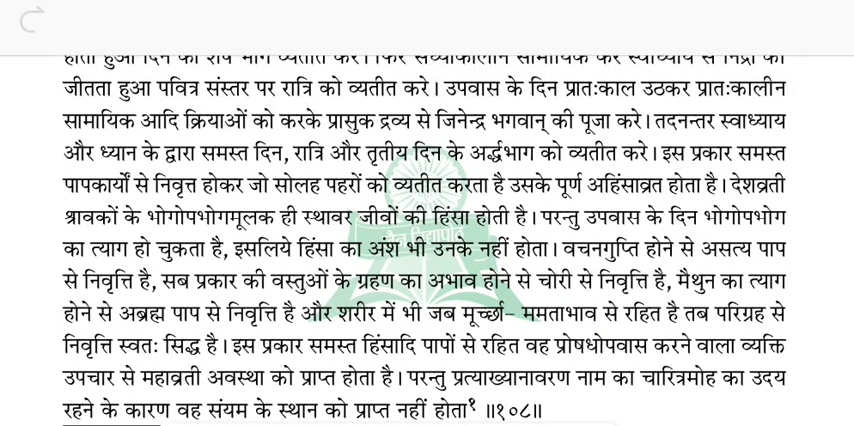 होता हुआ दिन का शेष भाग व्यतीत करे। फिर संध्याकालीन सामायिक कर स्वाध्याय से निद्रा को
जीतता हुआ पवित्र संस्तर पर रात्रि को व्यतीत करे। उपवास के दिन प्रातःकाल उठकर प्रातःकालीन
सामायिक आदि क्रियाओं को करके प्रासुक द्रव्य से जिनेन्द्र भगवान् की पूजा करे। तदनन्तर स्वाध्याय
और ध्यान के द्वारा समस्त दिन, रात्रि और तृतीय दिन के अर्द्धभाग को व्यतीत करे। इस प्रकार समस्त
पापकार्यों से निवृत्त होकर जो सोलह पहरों को व्यतीत करता है उसके पूर्ण अहिंसाव्रत होता है। देशव्रती
श्रावकों के भोगोपभोगमूलक ही स्थावर जीवों की हिंसा होती है। परन्तु उपवास के दिन भोगोपभोग
का त्याग हो चुकता है, इसलिये हिंसा का अंश भी उनके नहीं होता। वचनगुप्ति होने से असत्य पाप
से निवृत्ति है, सब प्रकार की वस्तुओं के ग्रहण का अभाव होने से चोरी से निवृत्ति है, मैथुन का त्याग
होने से अब्रह्म पाप से निवृत्ति है और शरीर में भी जब मूर्च्छा- ममताभाव से रहित है तब परिग्रह से
निवृत्ति स्वतः सिद्ध है। इस प्रकार समस्त हिंसादि पापों से रहित वह प्रोषधोपवास करने वाला व्यक्ति
उपचार से महाव्रती अवस्था को प्राप्त होता है। परन्तु प्रत्याख्यानावरण नाम का चारित्रमोह का उदय
रहने के कारण वह संयम के स्थान को प्राप्त नहीं होता१ ॥१०८॥
जैन विद्यापीठ